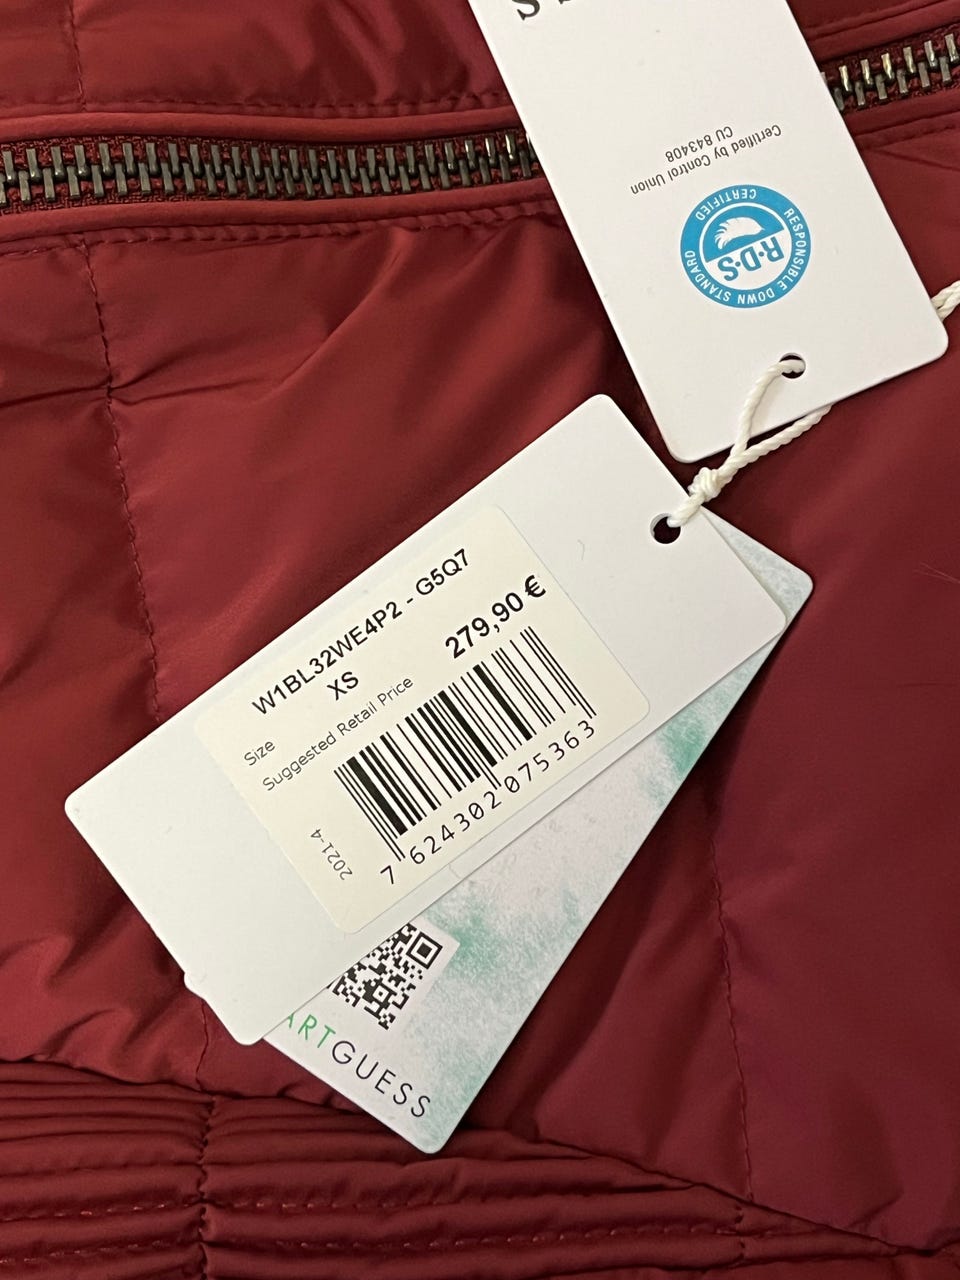 Certified by Control Union
CU 843408
RESPONSIBLE DOWN STANDARD
CERTIFIED
R·D·S
W1BL32WE4P2 - G5Q7
Size XS
Suggested Retail Price 279,90 €
7 624302 075363
2021-4
ARTGUESS